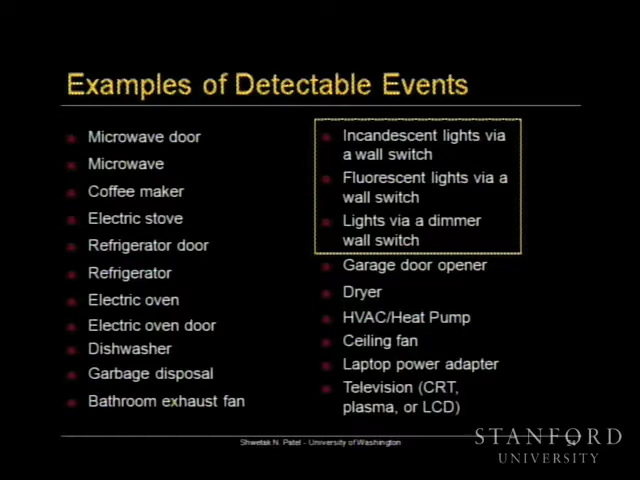 Examples of Detectable Events
Microwave door
Microwave
Coffee maker
Electric stove
Refrigerator door
Refrigerator
Electric oven
Electric oven door
Dishwasher
Garbage disposal
Bathroom exhaust fan
Incandescent lights via
a wall switch
Fluorescent lights via a
wall switch
Lights via a dimmer
wall switch
Garage door opener
Dryer
HVAC/Heat Pump
Ceiling fan
Laptop power adapter
Television (CRT,
plasma, or LCD)
Shwetak N. Patel - University of Washington
STANFORD
UNIVERSITY